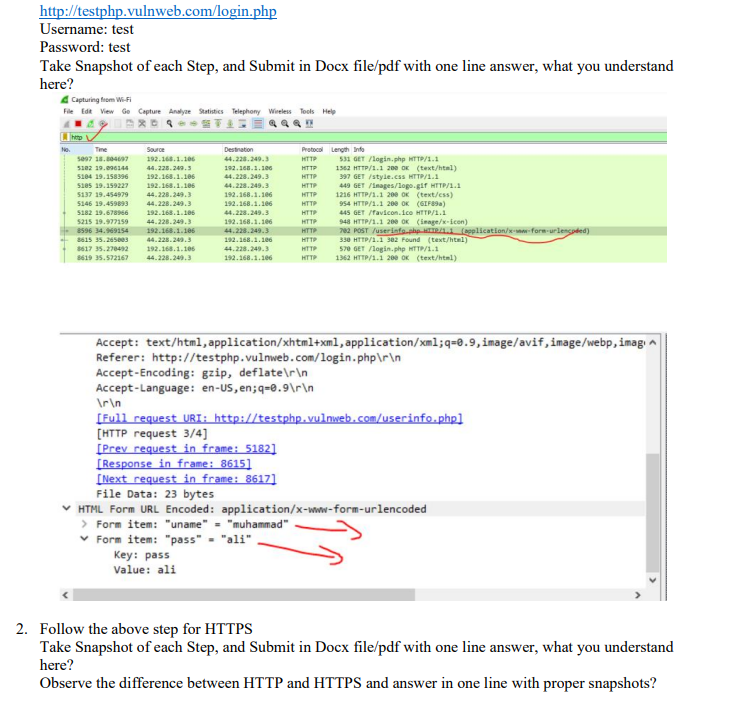 http://testphp.vulnweb.com/login.php
Username: test
Password: test
Take Snapshot of each Step, and Submit in Docx file/pdf with one line answer, what you understand
here?
Capturing from Wi-Fi
File Edit View Go Capture Analyze Statistics Telephony Wireless Tools Help
http
No. Time Source Destination Protocol Length Info
5097 18.804697 192.168.1.106 44.228.249.3 HTTP 531 GET /login.php HTTP/1.1
5102 19.096144 44.228.249.3 192.168.1.106 HTTP 1362 HTTP/1.1 200 OK (text/html)
5104 19.158396 192.168.1.106 44.228.249.3 HTTP 397 GET /style.css HTTP/1.1
5105 19.159227 192.168.1.106 44.228.249.3 HTTP 449 GET /images/logo.gif HTTP/1.1
5137 19.454979 44.228.249.3 192.168.1.106 HTTP 1216 HTTP/1.1 200 OK (text/css)
5146 19.459893 44.228.249.3 192.168.1.106 HTTP 954 HTTP/1.1 200 OK (GIF89a)
5182 19.678966 192.168.1.106 44.228.249.3 HTTP 445 GET /favicon.ico HTTP/1.1
5215 19.977159 44.228.249.3 192.168.1.106 HTTP 948 HTTP/1.1 200 OK (image/x-icon)
8596 34.969154 192.168.1.106 44.228.249.3 HTTP 702 POST /userinfo.php HTTP/1.1 (application/x-www-form-urlencoded)
8615 35.265003 44.228.249.3 192.168.1.106 HTTP 330 HTTP/1.1 302 Found (text/html)
8617 35.270492 192.168.1.106 44.228.249.3 HTTP 570 GET /login.php HTTP/1.1
8619 35.572167 44.228.249.3 192.168.1.106 HTTP 1362 HTTP/1.1 200 OK (text/html)
Accept: text/html,application/xhtml+xml,application/xml;q=0.9,image/avif,image/webp,imag
Referer: http://testphp.vulnweb.com/login.php\r\n
Accept-Encoding: gzip, deflate\r\n
Accept-Language: en-US,en;q=0.9\r\n
\r\n
[Full request URI: http://testphp.vulnweb.com/userinfo.php]
[HTTP request 3/4]
[Prev request in frame: 5182]
[Response in frame: 8615]
[Next request in frame: 8617]
File Data: 23 bytes
HTML Form URL Encoded: application/x-www-form-urlencoded
Form item: "uname" = "muhammad"
Form item: "pass" = "ali"
Key: pass
Value: ali
2. Follow the above step for HTTPS
Take Snapshot of each Step, and Submit in Docx file/pdf with one line answer, what you understand
here?
Observe the difference between HTTP and HTTPS and answer in one line with proper snapshots?